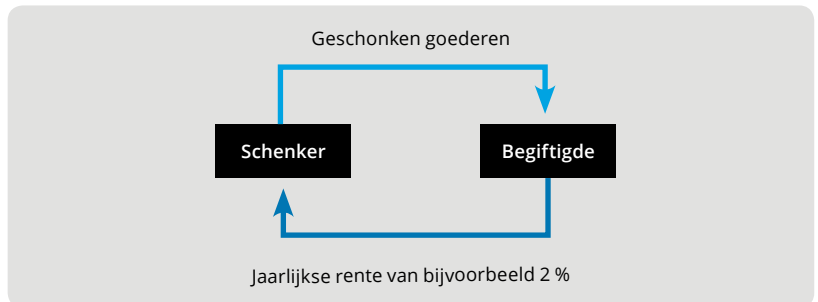 Geschonken goederen
Schenker
Begiftigde
Jaarlijkse rente van bijvoorbeeld 2 %